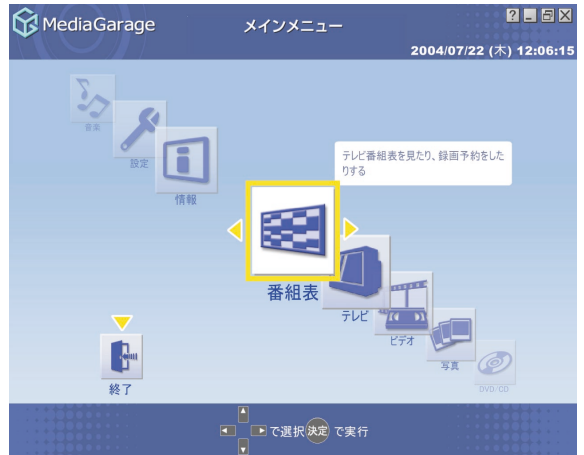 MediaGarage
メインメニュー
2004/07/22 (木) 12:06:15
音楽
設定
情報
テレビ番組表を見たり、録画予約をした
りする
番組表
テレビ
ビデオ
写真
DVD/CD
終了
で選択 決定 で実行